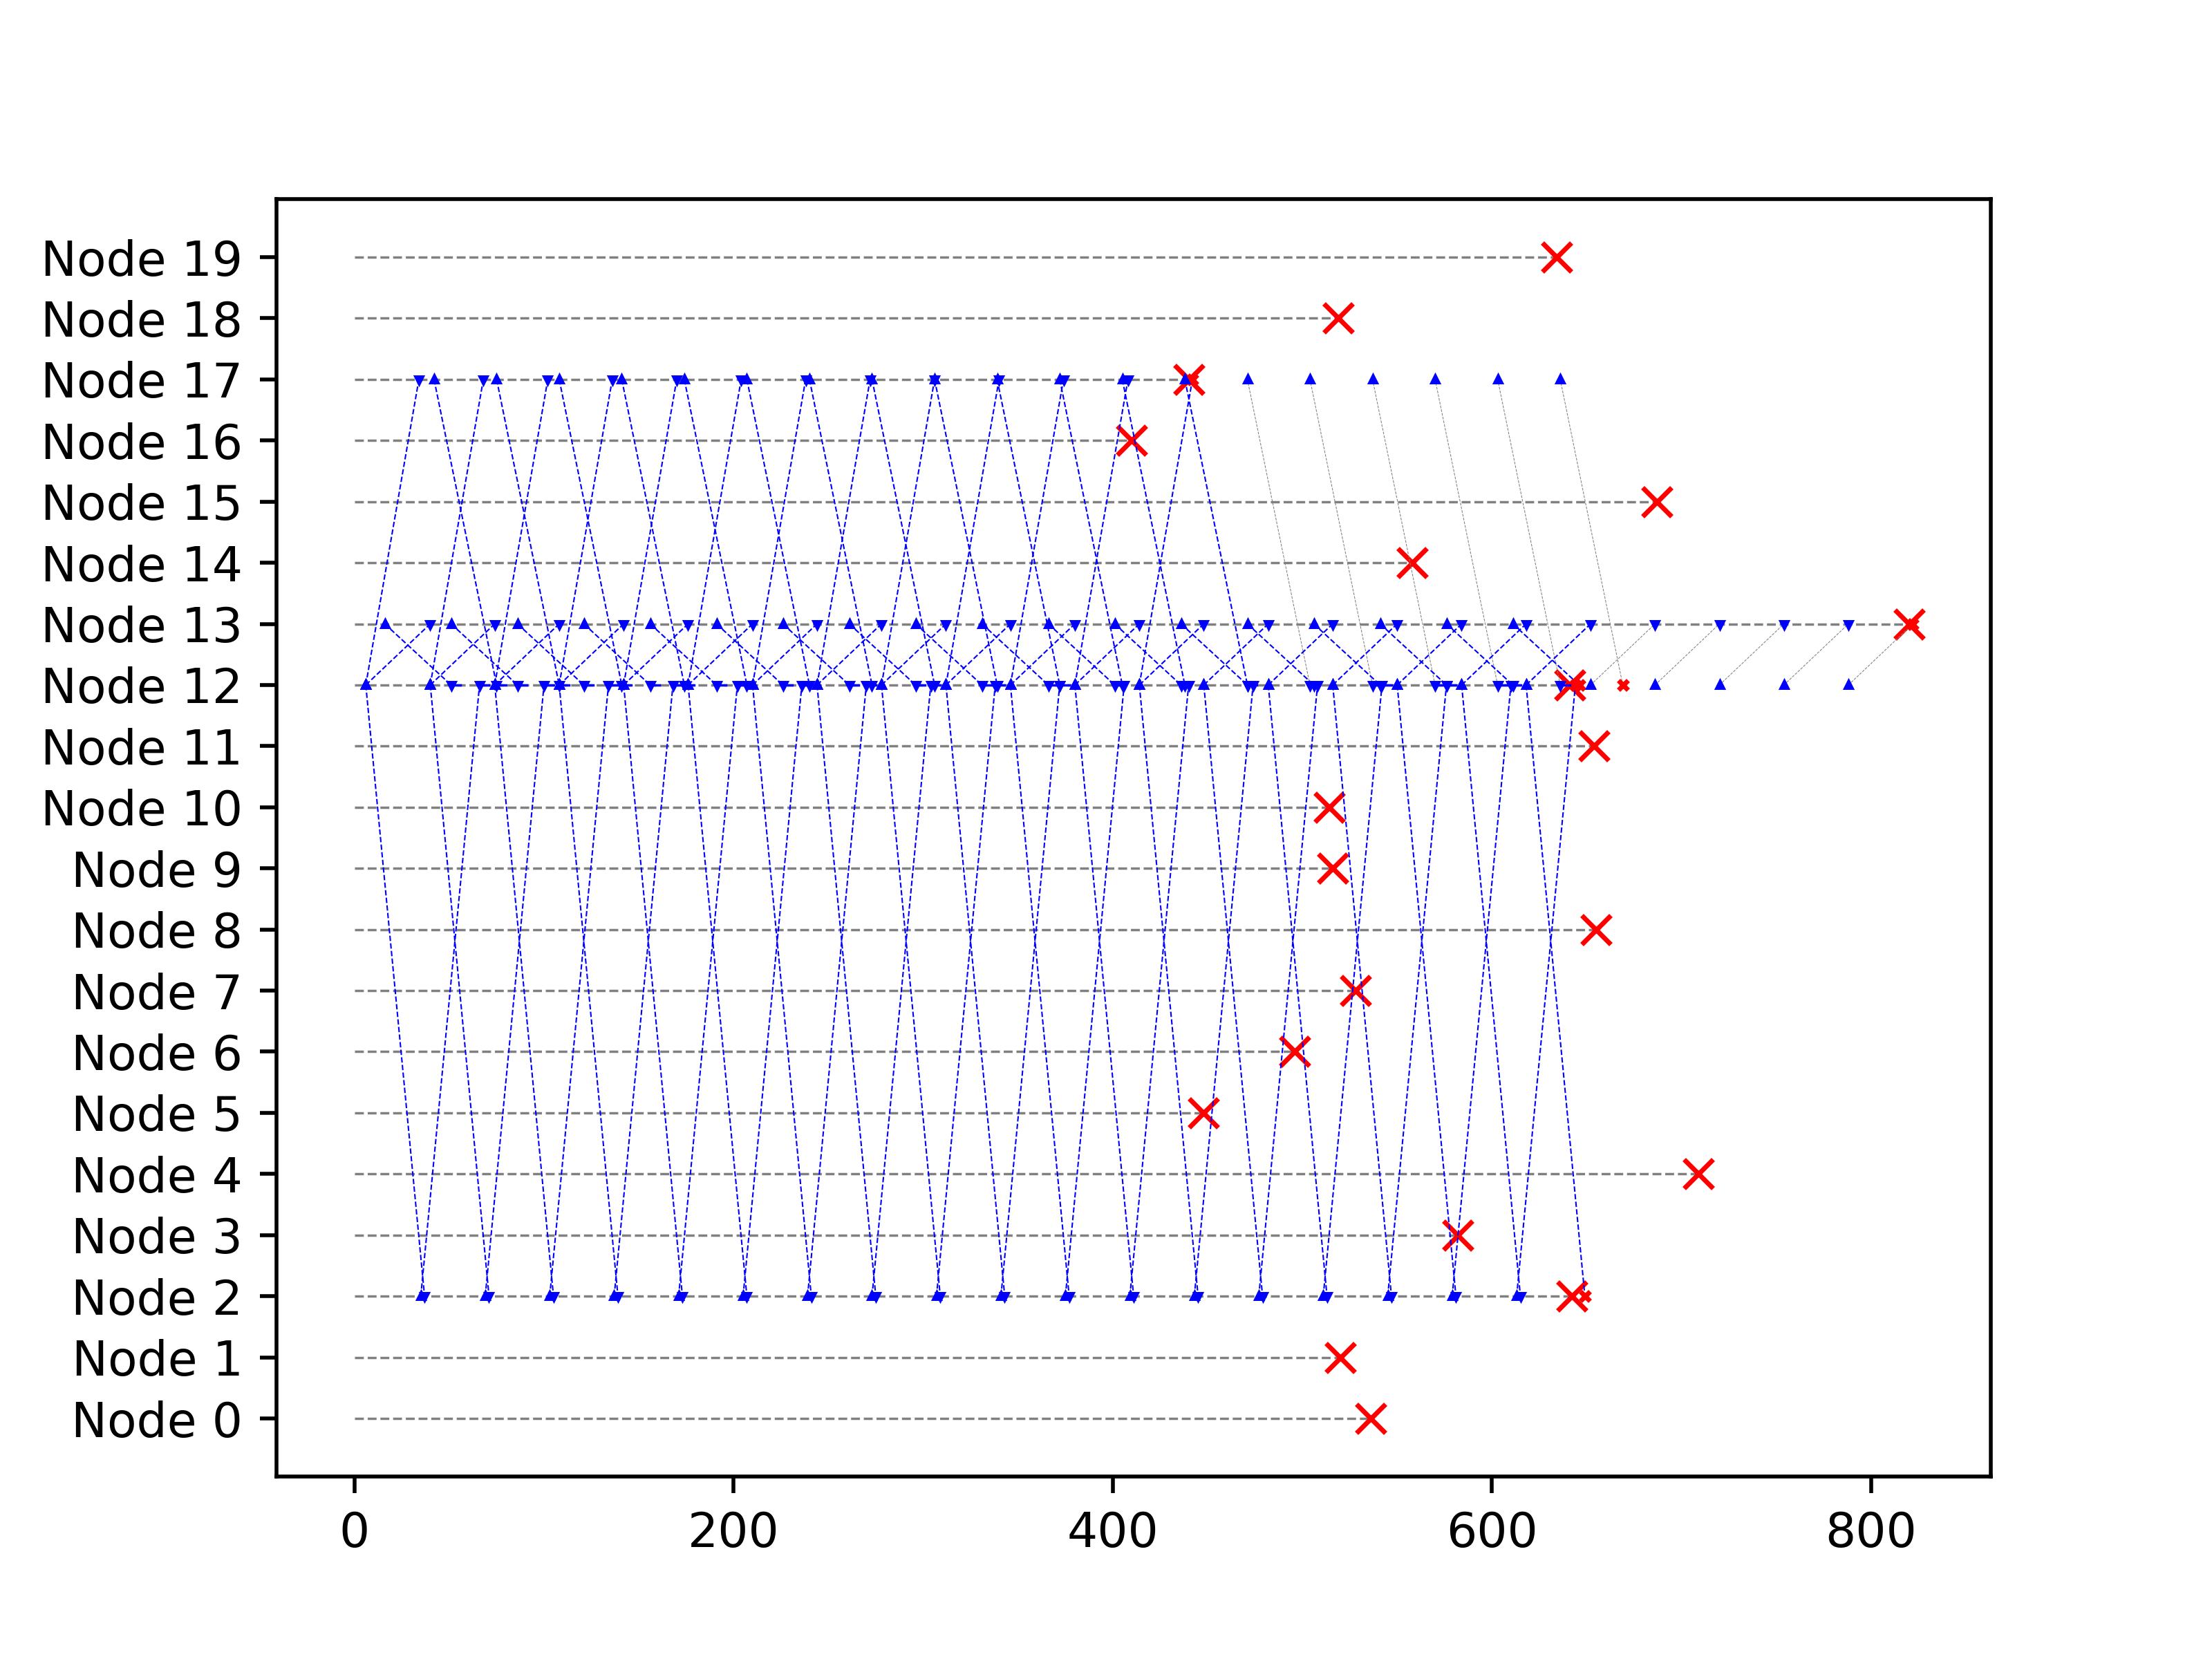 Node 19
Node 18
Node 17
Node 16
Node 15
Node 14
Node 13
Node 12
Node 11
Node 10
Node 9
Node 8
Node 7
Node 6
Node 5
Node 4
Node 3
Node 2
Node 1
Node 0
0 200 400 600 800